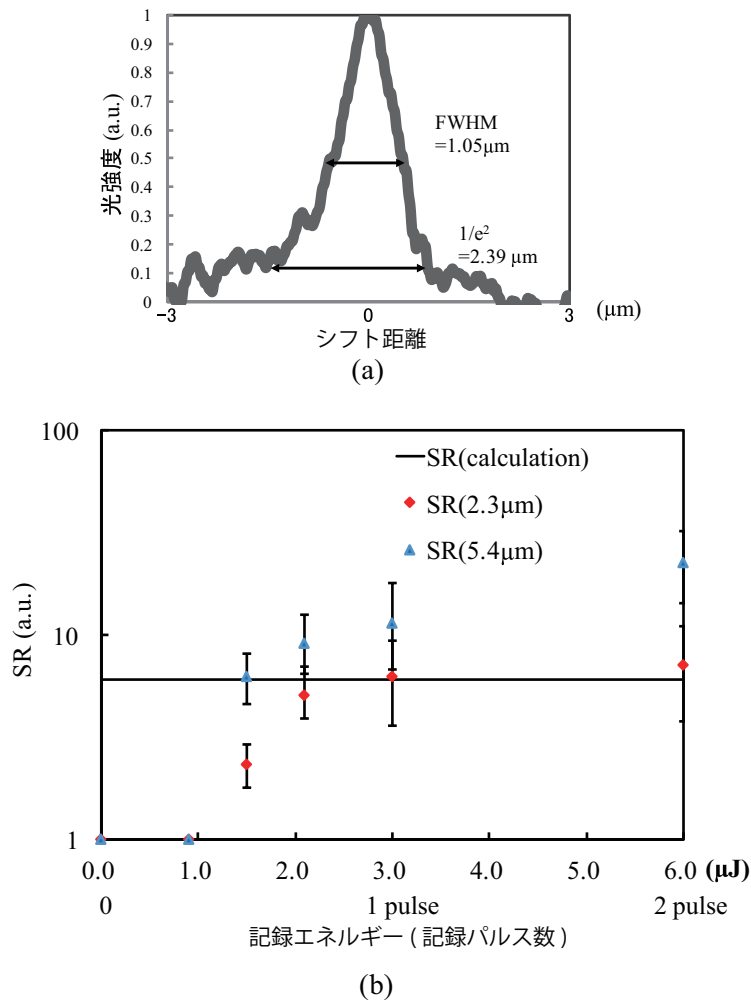 光強度 (a.u.)
1
0.9
0.8
0.7
0.6
0.5
0.4
0.3
0.2
0.1
0
FWHM
=1.05μm
1/e²
=2.39 μm
−3 0 3 (μm)
シフト距離
(a)
SR (a.u.)
100
10
1
SR(calculation)
SR(2.3μm)
SR(5.4μm)
0.0 1.0 2.0 3.0 4.0 5.0 6.0 (μJ)
0 1 pulse 2 pulse
記録エネルギー ( 記録パルス数 )
(b)